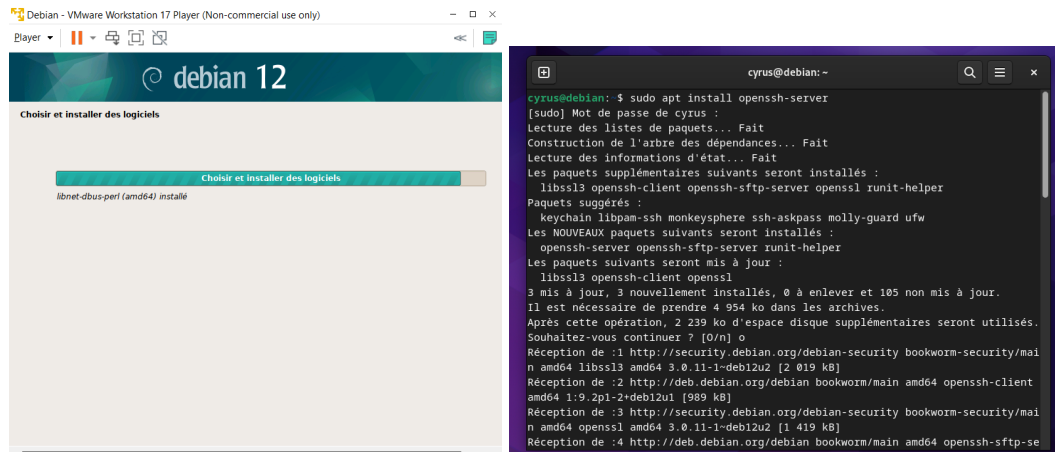 Debian - VMware Workstation 17 Player (Non-commercial use only)
Player
debian 12
Choisir et installer des logiciels
Choisir et installer des logiciels
libnet-dbus-perl (amd64) installé
cyrus@debian: ~
cyrus@debian:~$ sudo apt install openssh-server
[sudo] Mot de passe de cyrus :
Lecture des listes de paquets... Fait
Construction de l'arbre des dépendances... Fait
Lecture des informations d'état... Fait
Les paquets supplémentaires suivants seront installés :
  libssl3 openssh-client openssh-sftp-server openssl runit-helper
Paquets suggérés :
  keychain libpam-ssh monkeysphere ssh-askpass molly-guard ufw
Les NOUVEAUX paquets suivants seront installés :
  openssh-server openssh-sftp-server runit-helper
Les paquets suivants seront mis à jour :
  libssl3 openssh-client openssl
3 mis à jour, 3 nouvellement installés, 0 à enlever et 105 non mis à jour.
Il est nécessaire de prendre 4 954 ko dans les archives.
Après cette opération, 2 239 ko d'espace disque supplémentaires seront utilisés.
Souhaitez-vous continuer ? [O/n] o
Réception de :1 http://security.debian.org/debian-security bookworm-security/mai
n amd64 libssl3 amd64 3.0.11-1~deb12u2 [2 019 kB]
Réception de :2 http://deb.debian.org/debian bookworm/main amd64 openssh-client
amd64 1:9.2p1-2+deb12u1 [989 kB]
Réception de :3 http://security.debian.org/debian-security bookworm-security/mai
n amd64 openssl amd64 3.0.11-1~deb12u2 [1 419 kB]
Réception de :4 http://deb.debian.org/debian bookworm/main amd64 openssh-sftp-se